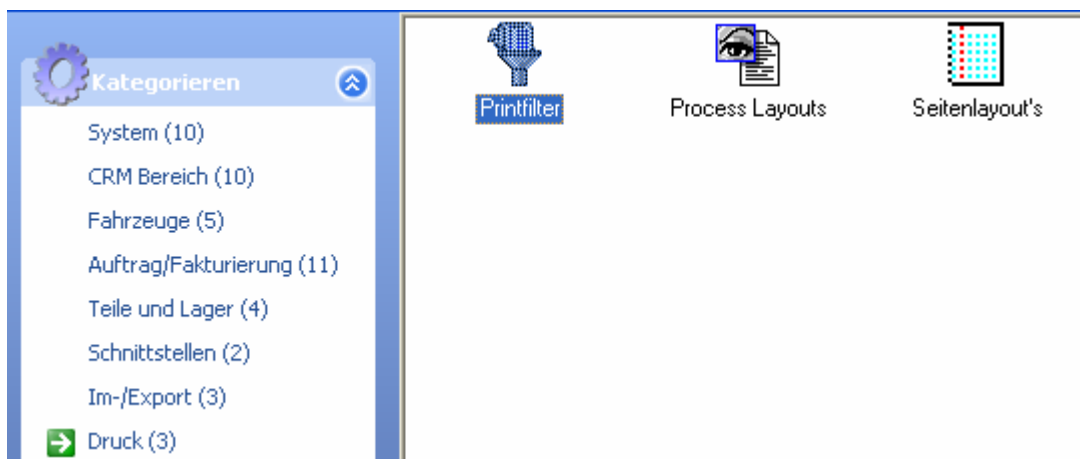 Kategorieren
System (10)
CRM Bereich (10)
Fahrzeuge (5)
Auftrag/Fakturierung (11)
Teile und Lager (4)
Schnittstellen (2)
Im-/Export (3)
Druck (3)
Printfilter
Process Layouts
Seitenlayout's